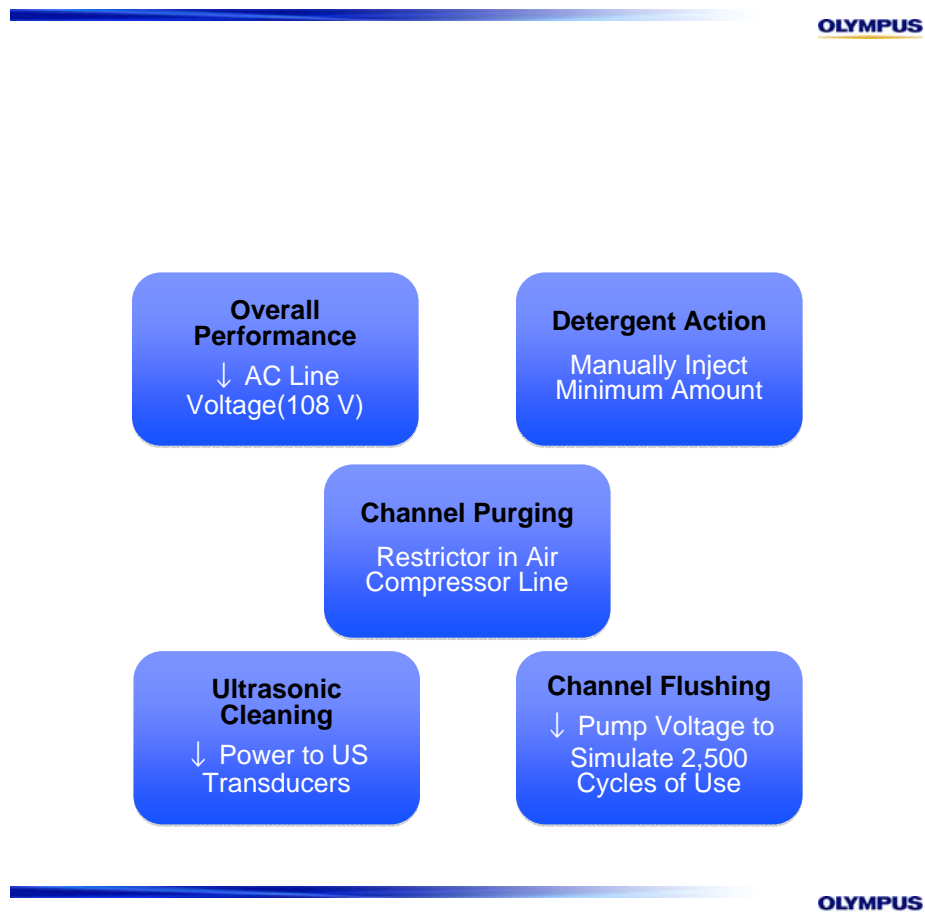 OLYMPUS
Overall
Performance
↓ AC Line
Voltage(108 V)
Detergent Action
Manually Inject
Minimum Amount
Channel Purging
Restrictor in Air
Compressor Line
Ultrasonic
Cleaning
↓ Power to US
Transducers
Channel Flushing
↓ Pump Voltage to
Simulate 2,500
Cycles of Use
OLYMPUS